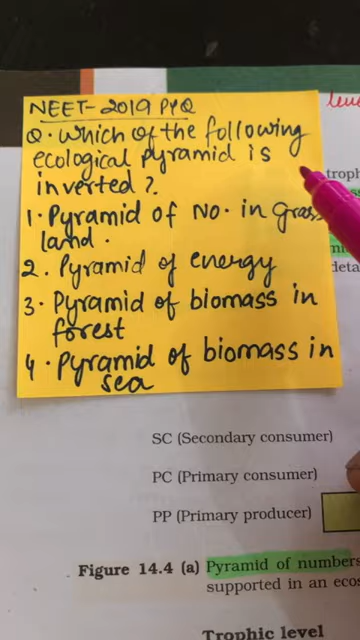 NEET-2019 PYQ
Q. Which of the following
ecological pyramid is
inverted?
1. Pyramid of No. in grass
land.
2. Pyramid of energy
3. Pyramid of biomass in
forest
4. Pyramid of biomass in
sea
SC (Secondary consumer)
PC (Primary consumer)
PP (Primary producer)
Figure 14.4 (a) Pyramid of numbers
supported in an ecos
Trophic level